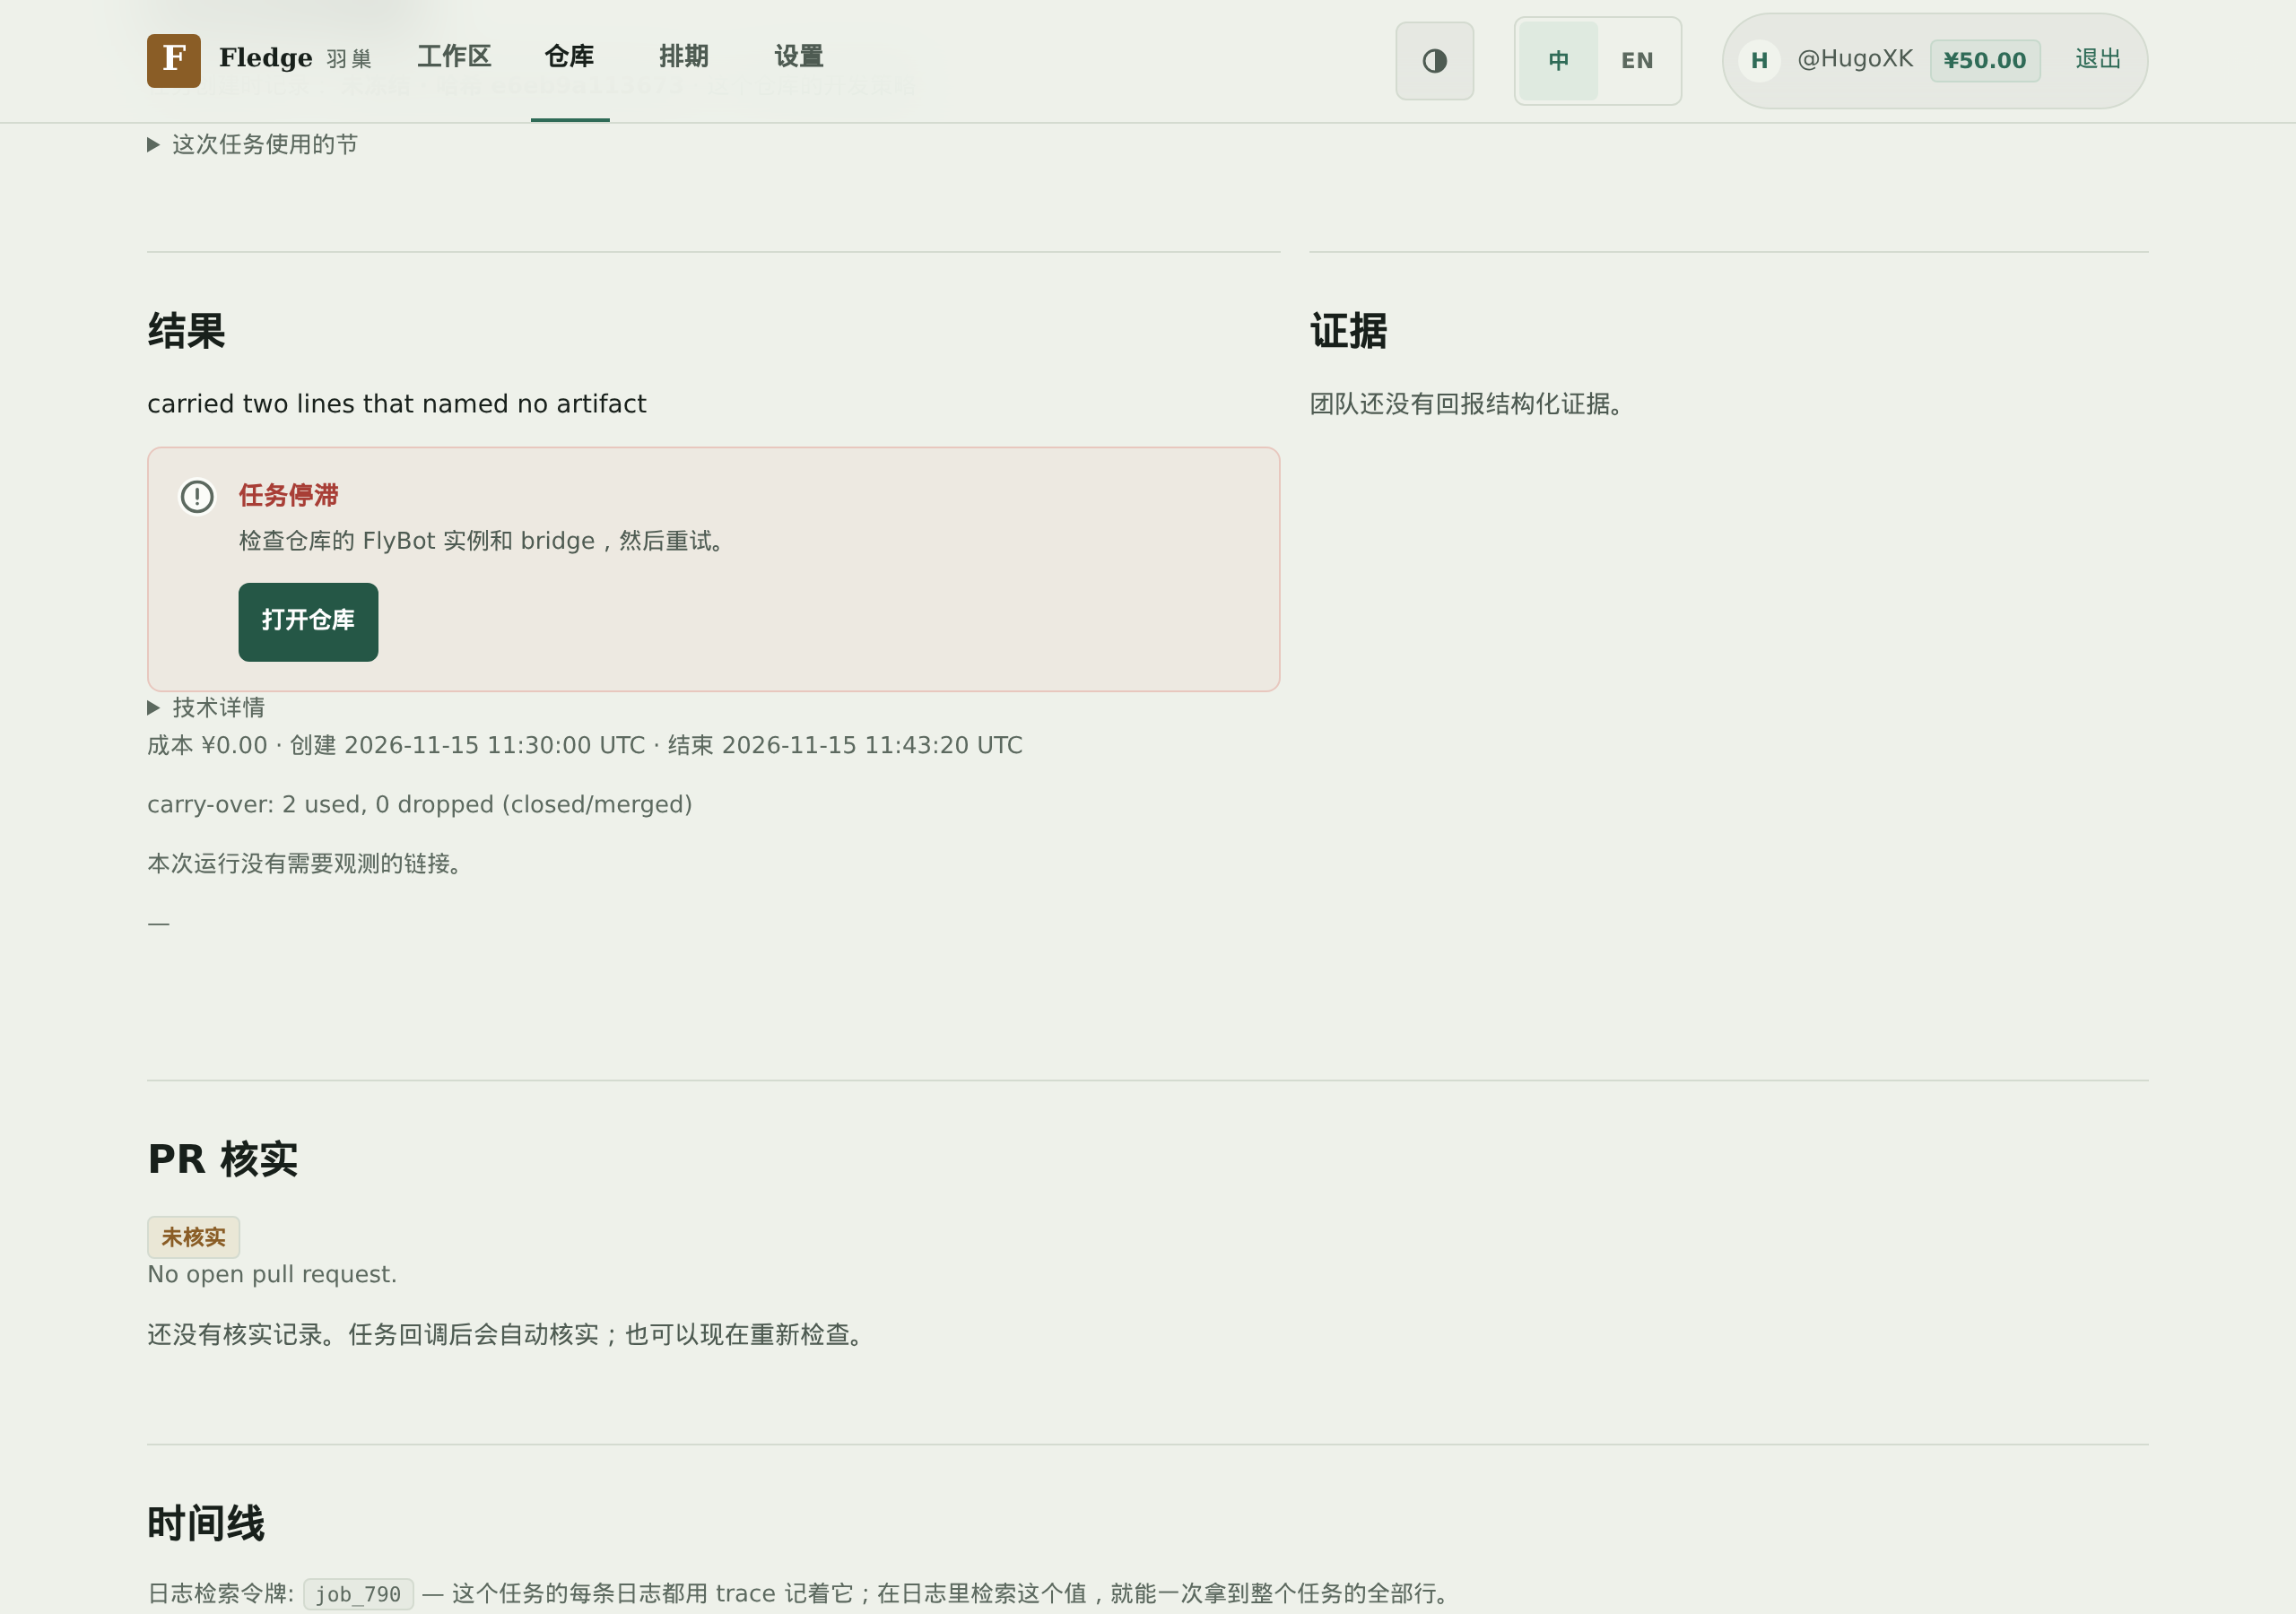 F Fledge 羽巢 工作区 仓库 排期 设置 中 EN H @HugoXK ¥50.00 退出
这次任务使用的节
结果
carried two lines that named no artifact
任务停滞
检查仓库的 FlyBot 实例和 bridge，然后重试。
打开仓库
技术详情
成本 ¥0.00 · 创建 2026-11-15 11:30:00 UTC · 结束 2026-11-15 11:43:20 UTC
carry-over: 2 used, 0 dropped (closed/merged)
本次运行没有需要观测的链接。
—
证据
团队还没有回报结构化证据。
PR 核实
未核实
No open pull request.
还没有核实记录。任务回调后会自动核实；也可以现在重新检查。
时间线
日志检索令牌: job_790 — 这个任务的每条日志都用 trace 记着它；在日志里检索这个值，就能一次拿到整个任务的全部行。